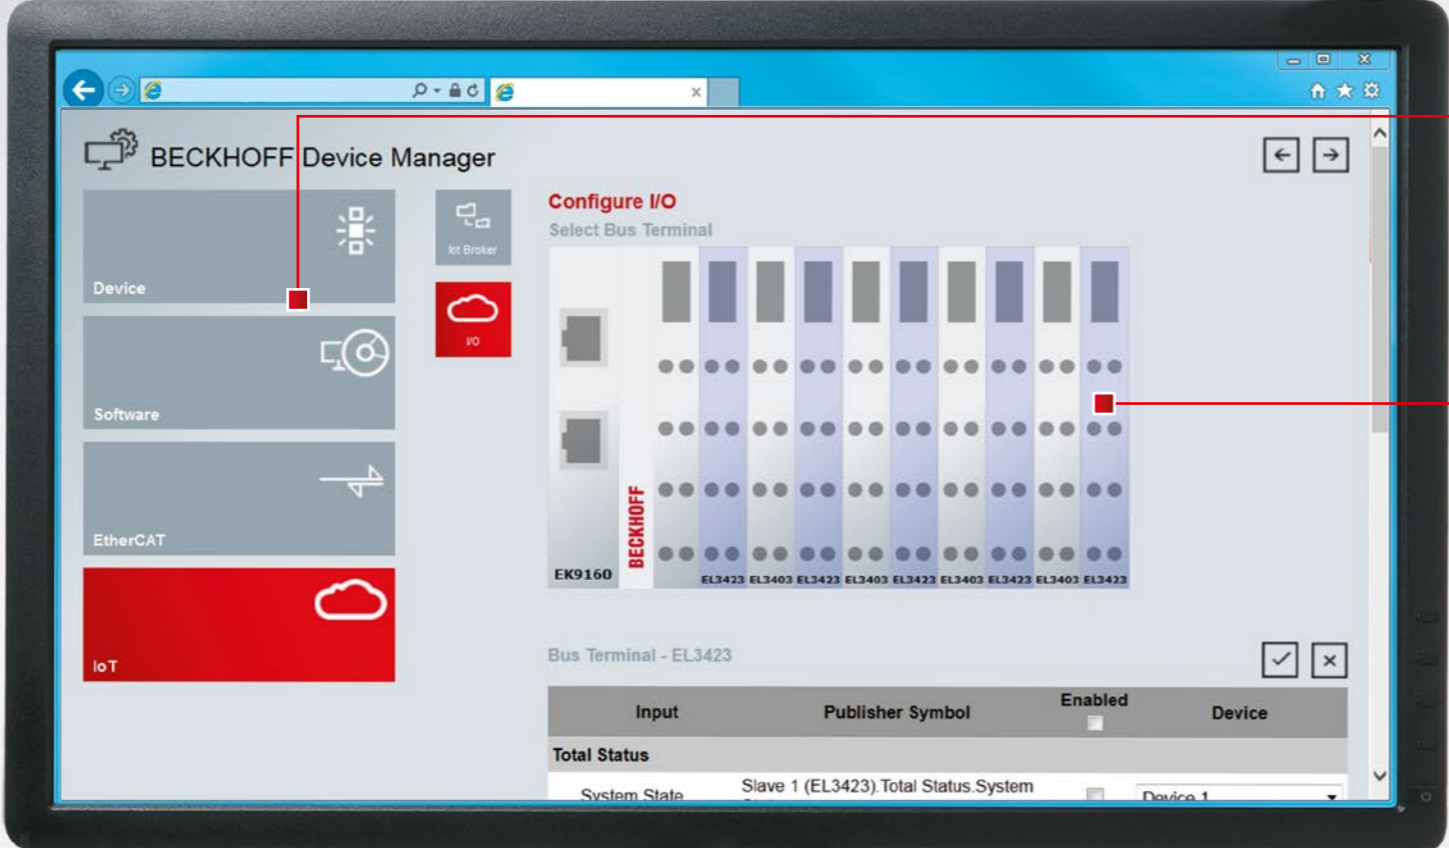 BECKHOFF Device Manager
Device
Software
EtherCAT
IoT
Iot Broker
I/O
Configure I/O
Select Bus Terminal
EK9160
BECKHOFF
EL3423 EL3403 EL3423 EL3403 EL3423 EL3403 EL3423 EL3403 EL3423
Bus Terminal - EL3423
Input Publisher Symbol Enabled Device
Total Status
System State Slave 1 (EL3423).Total Status.System Device 1